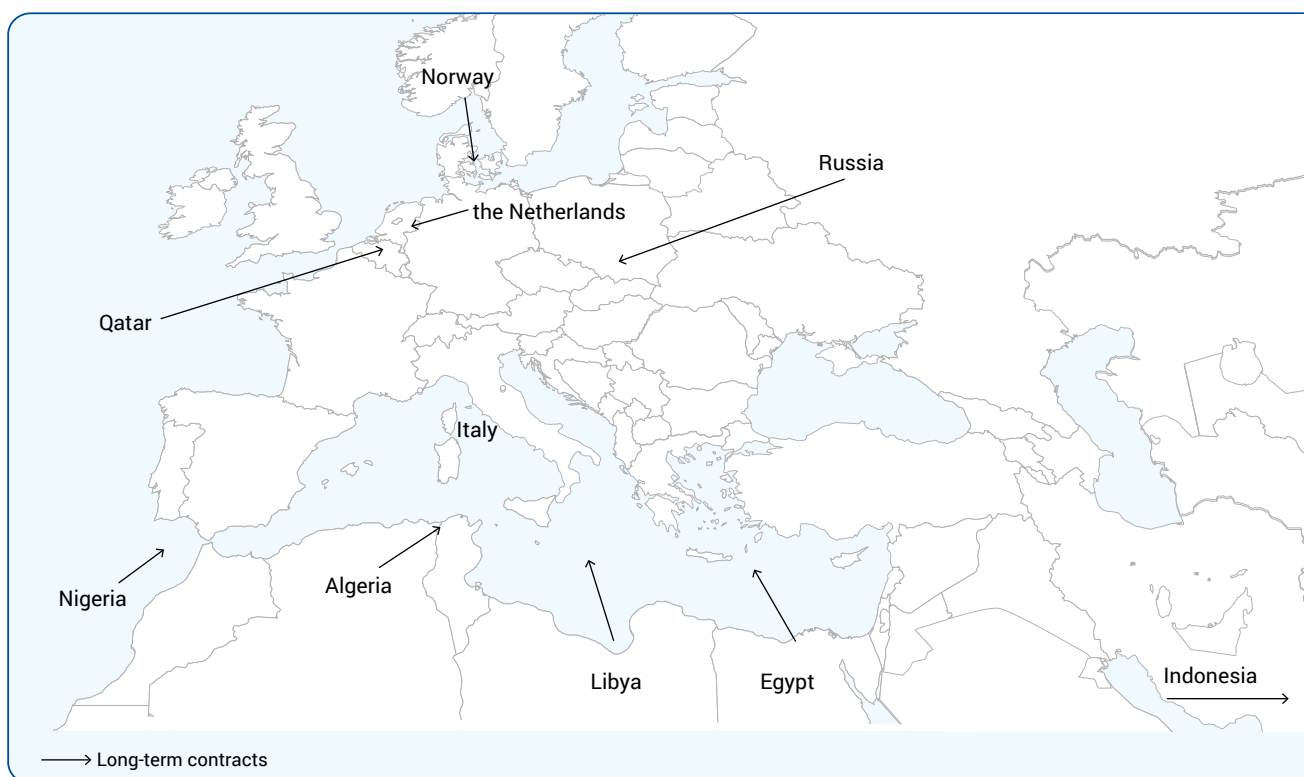 Norway
Russia
the Netherlands
Qatar
Italy
Algeria
Nigeria
Libya
Egypt
Indonesia
Long-term contracts